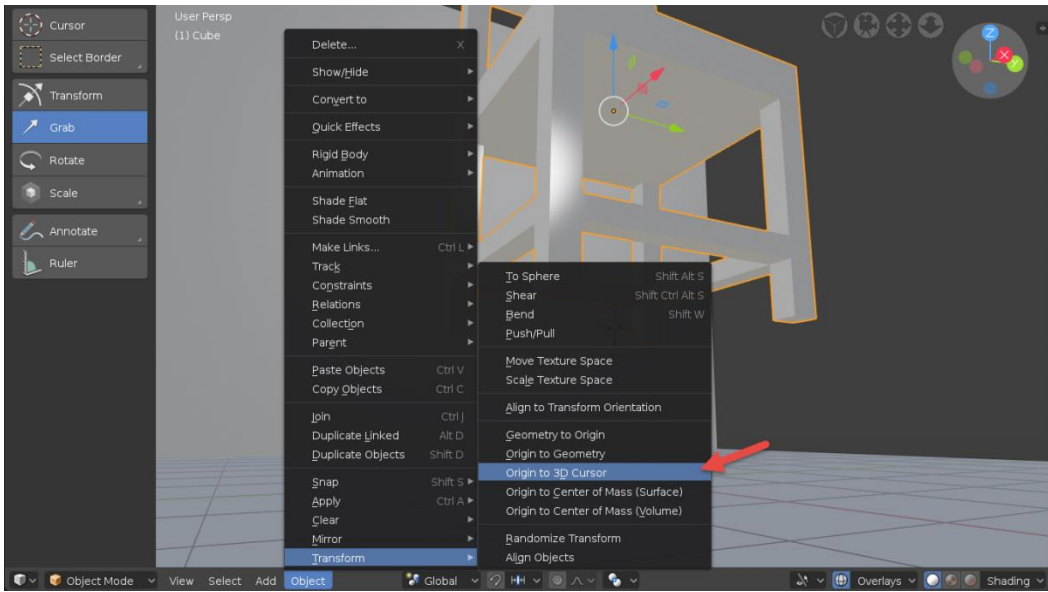 User Persp
(1) Cube
Cursor
Select Border
Transform
Grab
Rotate
Scale
Annotate
Ruler
Delete... X
Show/Hide
Convert to
Quick Effects
Rigid Body
Animation
Shade Flat
Shade Smooth
Make Links... Ctrl L
Track
Constraints
Relations
Collection
Parent
Paste Objects Ctrl V
Copy Objects Ctrl C
Join Ctrl J
Duplicate Linked Alt D
Duplicate Objects Shift D
Snap Shift S
Apply Ctrl A
Clear
Mirror
Transform
To Sphere Shift Alt S
Shear Shift Ctrl Alt S
Bend Shift W
Push/Pull
Move Texture Space
Scale Texture Space
Align to Transform Orientation
Geometry to Origin
Origin to Geometry
Origin to 3D Cursor
Origin to Center of Mass (Surface)
Origin to Center of Mass (Volume)
Randomize Transform
Align Objects
Z
X
Y
Object Mode View Select Add Object Global Overlays Shading